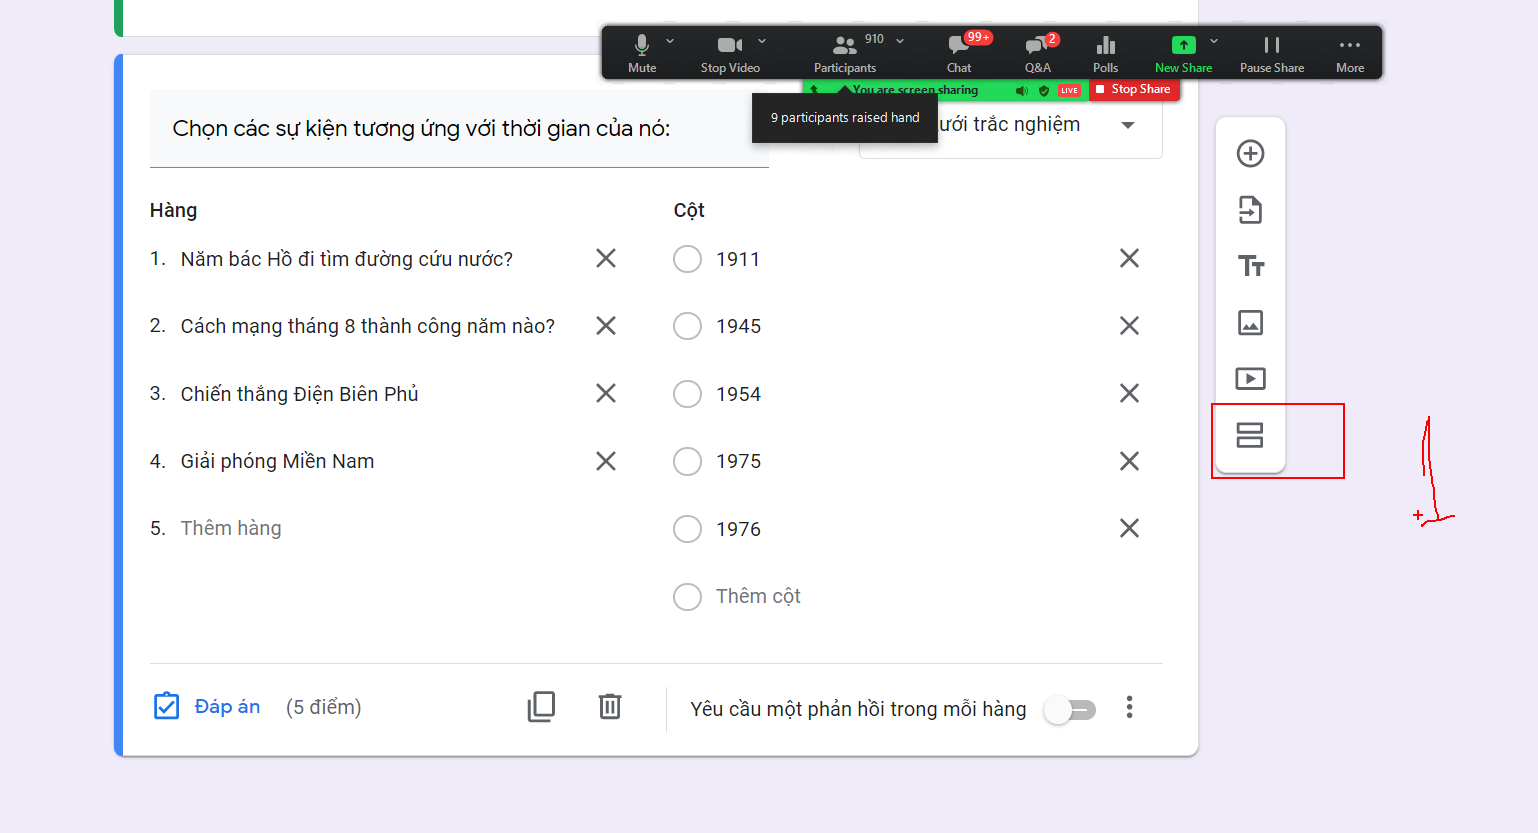 910
99+
2
Mute
Stop Video
Participants
Chat
Q&A
Polls
New Share
Pause Share
More
You are screen sharing
LIVE
Stop Share
9 participants raised hand
Chọn các sự kiện tương ứng với thời gian của nó:
ưới trắc nghiệm
Hàng
Cột
1. Năm bác Hồ đi tìm đường cứu nước?
1911
2. Cách mạng tháng 8 thành công năm nào?
1945
3. Chiến thắng Điện Biên Phủ
1954
4. Giải phóng Miền Nam
1975
5. Thêm hàng
1976
Thêm cột
Đáp án (5 điểm)
Yêu cầu một phản hồi trong mỗi hàng
1